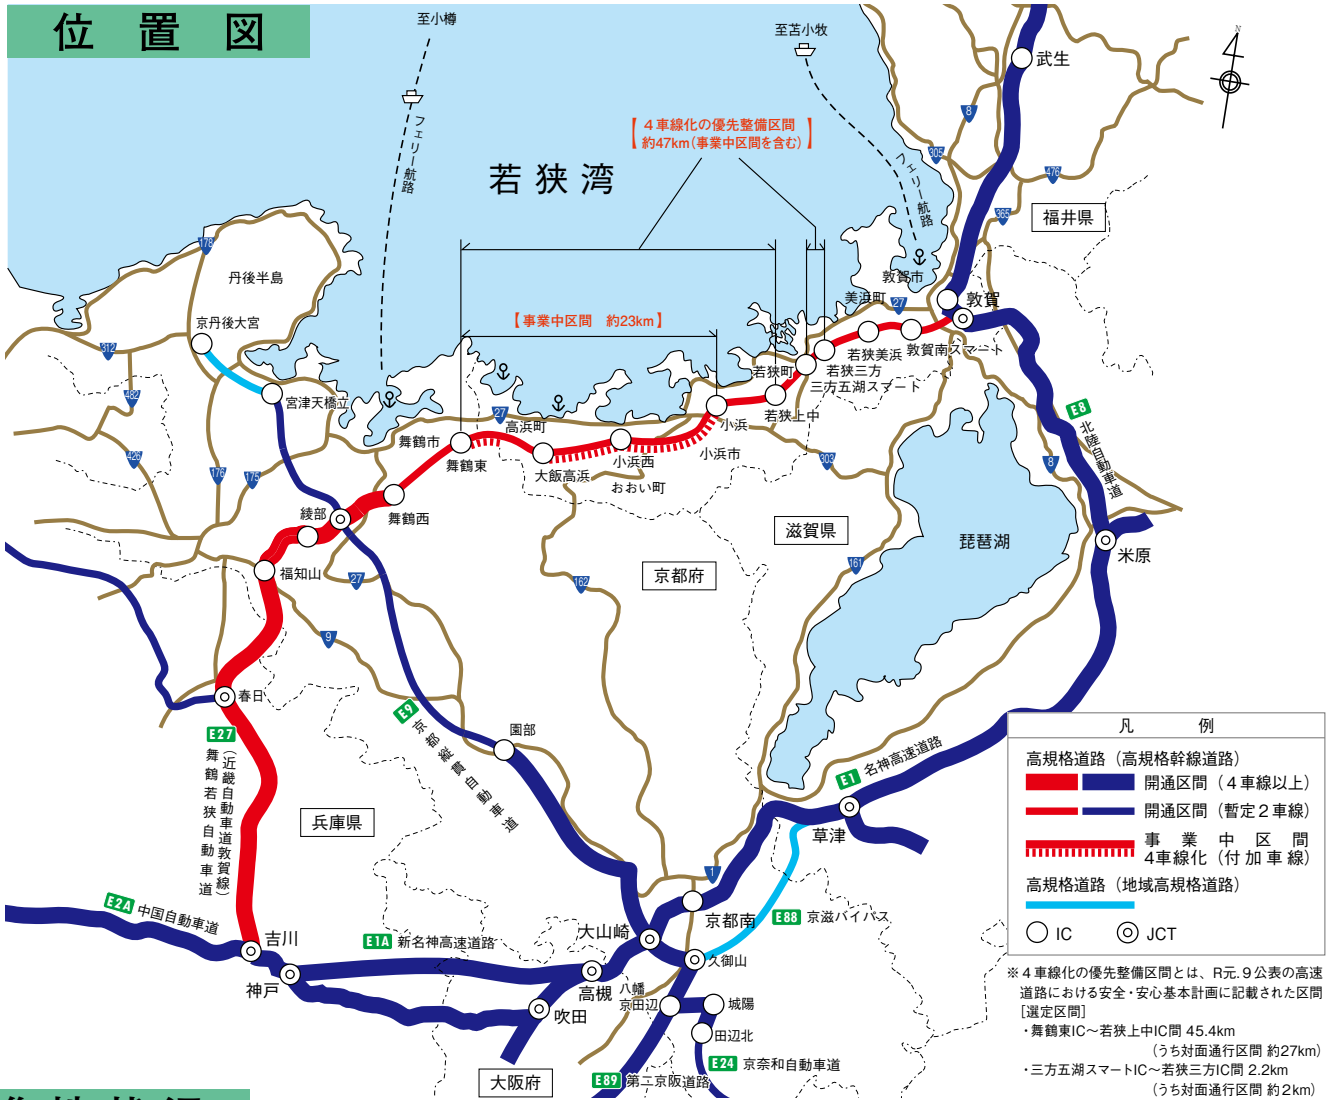 位置図
至小樽
至苫小牧
武生
8
フェリー航路
【4車線化の優先整備区間
約47km(事業中区間を含む)】
フェリー航路
305
476
若狭湾
365
福井県
178
丹後半島
敦賀市
美浜町
27
敦賀
【事業中区間 約23km】
京丹後大宮
312
若狭美浜
敦賀南スマート
若狭町
若狭三方
三方五湖スマート
482
宮津天橋立
27
高浜町
若狭上中
E8
北陸自動車道
舞鶴市
舞鶴東
小浜
小浜市
小浜西
大飯高浜
おおい町
426
176
175
303
8
舞鶴西
綾部
滋賀県
琵琶湖
米原
福知山
27
162
京都府
161
9
春日
E27
舞鶴若狭自動車道
(近畿自動車道敦賀線)
E9
京都縦貫自動車道
園部
兵庫県
E1
名神高速道路
草津
1
E2A
中国自動車道
吉川
神戸
E1A
新名神高速道路
大山崎
京都南
E88
京滋バイパス
久御山
高槻
八幡
京田辺
城陽
吹田
田辺北
E24
京奈和自動車道
大阪府
E89
第二京阪道路
凡例
高規格道路(高規格幹線道路)
開通区間(4車線以上)
開通区間(暫定2車線)
事業中区間
4車線化(付加車線)
高規格道路(地域高規格道路)
IC
JCT
※4車線化の優先整備区間とは、R元.9公表の高速
道路における安全・安心基本計画に記載された区間
[選定区間]
・舞鶴東IC〜若狭上中IC間 45.4km
(うち対面通行区間 約27km)
・三方五湖スマートIC〜若狭三方IC間 2.2km
(うち対面通行区間 約2km)